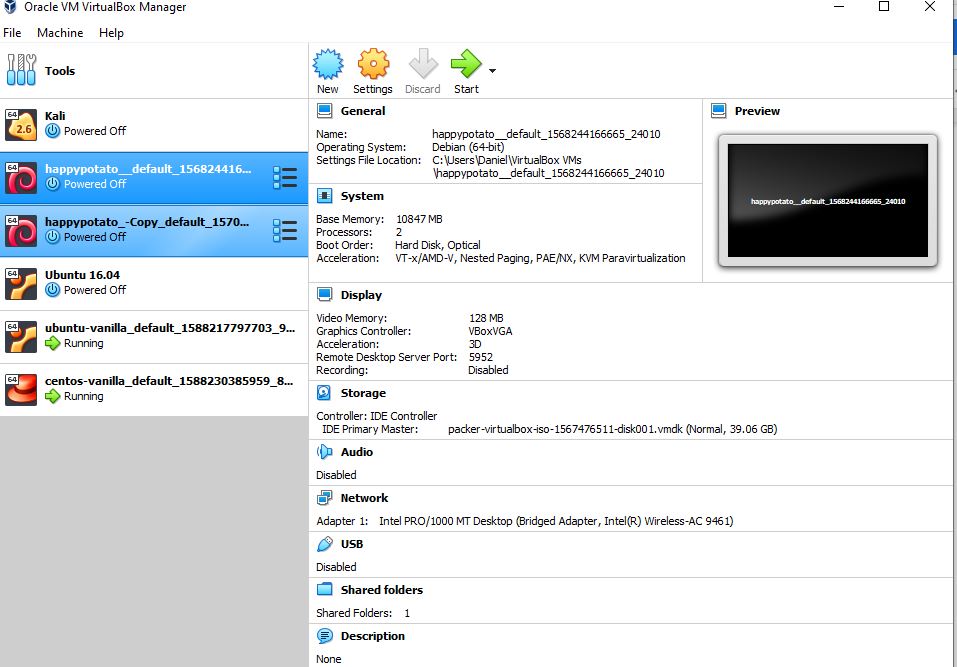 Oracle VM VirtualBox Manager
File Machine Help
Tools
New Settings Discard Start
64
2.6
Kali
Powered Off
64
happypotato__default_156824416...
Powered Off
64
happypotato_-Copy_default_1570...
Powered Off
64
Ubuntu 16.04
Powered Off
64
ubuntu-vanilla_default_1588217797703_9...
Running
64
centos-vanilla_default_1588230385959_8...
Running
General
Name: happypotato__default_1568244166665_24010
Operating System: Debian (64-bit)
Settings File Location: C:\Users\Daniel\VirtualBox VMs
\happypotato__default_1568244166665_24010
Preview
happypotato__default_1568244166665_24010
System
Base Memory: 10847 MB
Processors: 2
Boot Order: Hard Disk, Optical
Acceleration: VT-x/AMD-V, Nested Paging, PAE/NX, KVM Paravirtualization
Display
Video Memory: 128 MB
Graphics Controller: VBoxVGA
Acceleration: 3D
Remote Desktop Server Port: 5952
Recording: Disabled
Storage
Controller: IDE Controller
IDE Primary Master: packer-virtualbox-iso-1567476511-disk001.vmdk (Normal, 39.06 GB)
Audio
Disabled
Network
Adapter 1: Intel PRO/1000 MT Desktop (Bridged Adapter, Intel(R) Wireless-AC 9461)
USB
Disabled
Shared folders
Shared Folders: 1
Description
None